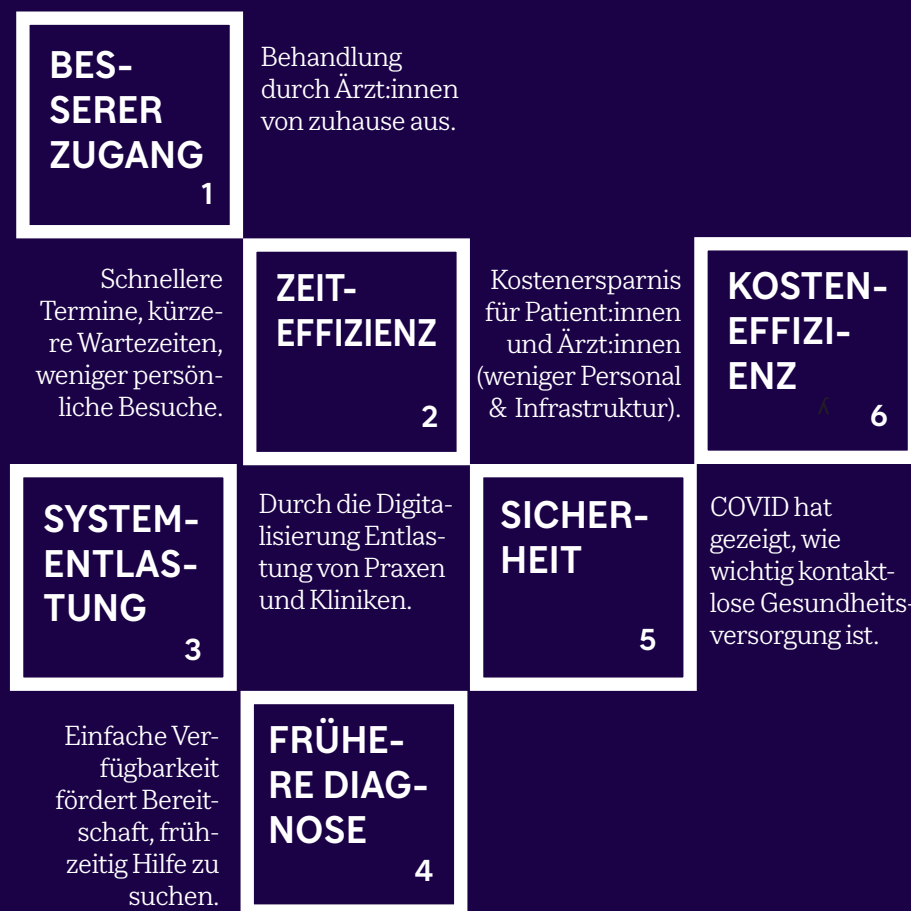 BES-
SERER
ZUGANG
1
Behandlung
durch Ärzt:innen
von zuhause aus.
Schnellere
Termine, kürze-
re Wartezeiten,
weniger persön-
liche Besuche.
ZEIT-
EFFIZIENZ
2
Kostenersparnis
für Patient:innen
und Ärzt:innen
(weniger Personal
& Infrastruktur).
KOSTEN-
EFFIZI-
ENZ
6
SYSTEM-
ENTLAS-
TUNG
3
Durch die Digita-
lisierung Entlas-
tung von Praxen
und Kliniken.
SICHER-
HEIT
5
COVID hat
gezeigt, wie
wichtig kontakt-
lose Gesundheits-
versorgung ist.
Einfache Ver-
fügbarkeit
fördert Bereit-
schaft, früh-
zeitig Hilfe zu
suchen.
FRÜHE-
RE DIAG-
NOSE
4